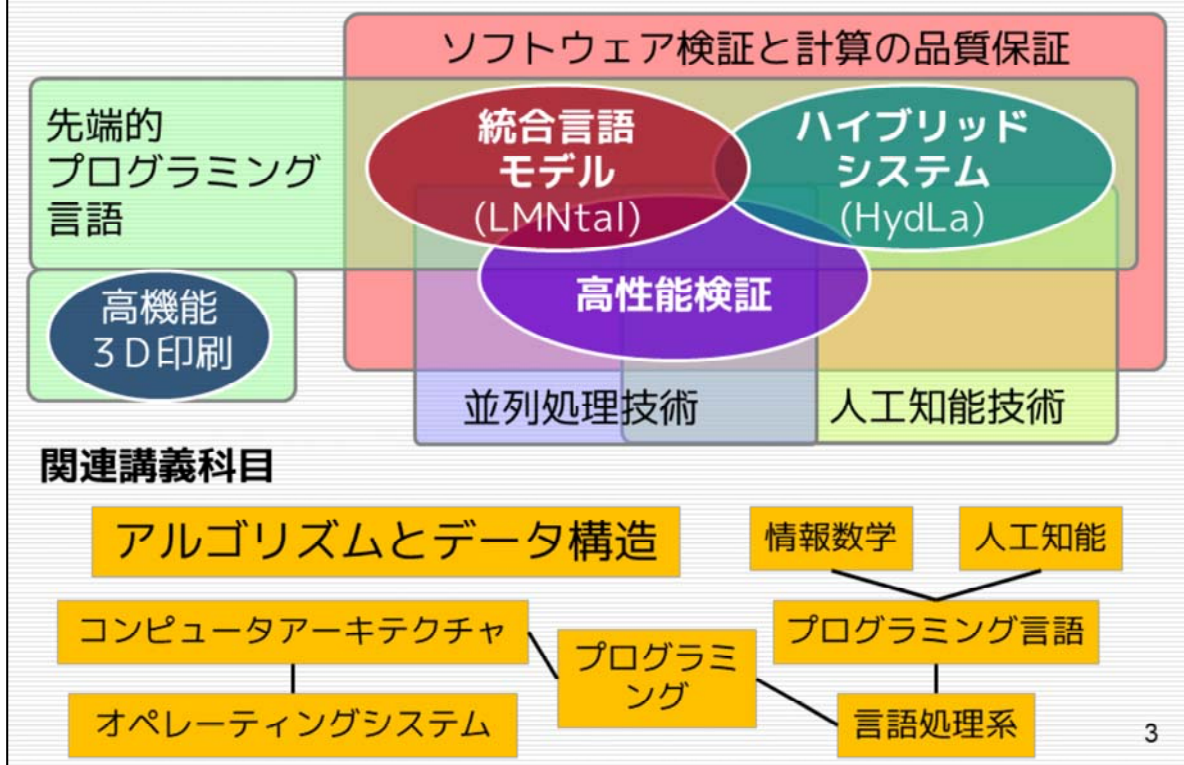 ソフトウェア検証と計算の品質保証
先端的
プログラミング
言語
統合言語
モデル
(LMNtal)
ハイブリッド
システム
(HydLa)
高性能検証
高機能
３Ｄ印刷
並列処理技術
人工知能技術
関連講義科目
アルゴリズムとデータ構造
情報数学
人工知能
コンピュータアーキテクチャ
プログラミ
ング
プログラミング言語
オペレーティングシステム
言語処理系
3